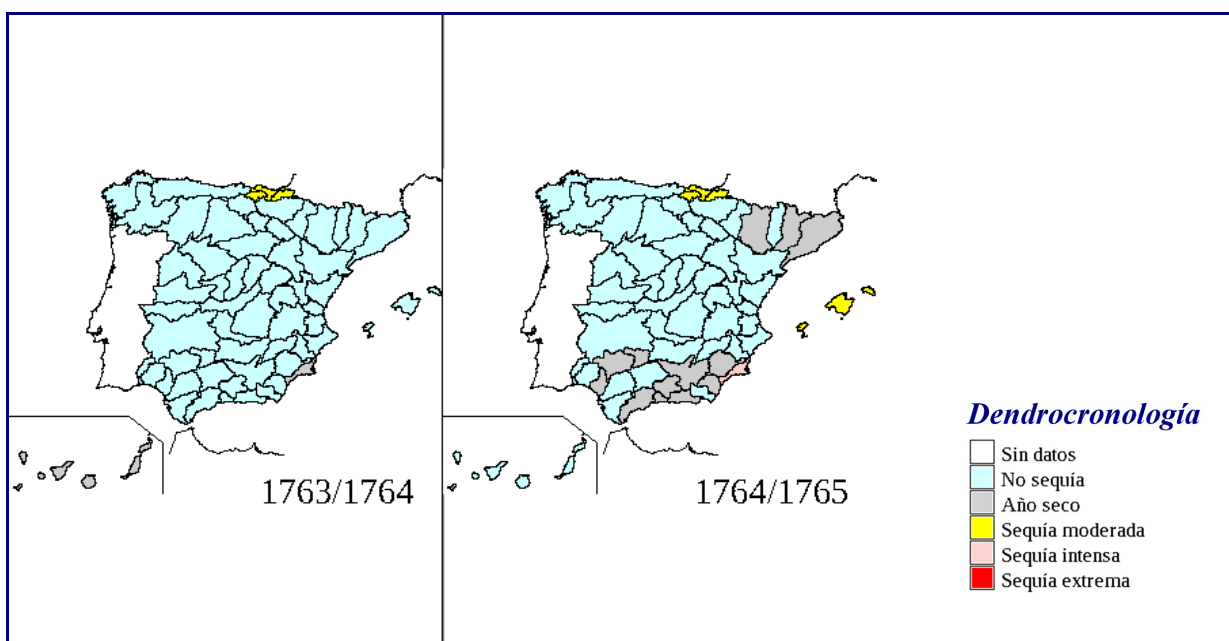 1763/1764
1764/1765
Dendrocronología
Sin datos
No sequía
Año seco
Sequía moderada
Sequía intensa
Sequía extrema